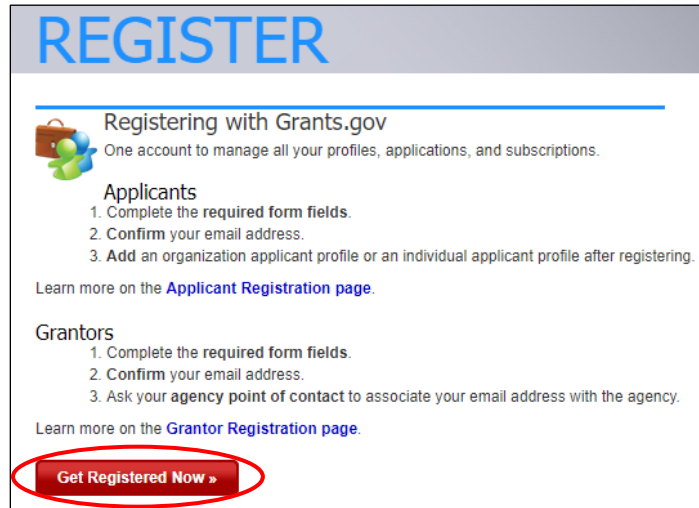 REGISTER
Registering with Grants.gov
One account to manage all your profiles, applications, and subscriptions.
Applicants
1. Complete the required form fields.
2. Confirm your email address.
3. Add an organization applicant profile or an individual applicant profile after registering.
Learn more on the Applicant Registration page.
Grantors
1. Complete the required form fields.
2. Confirm your email address.
3. Ask your agency point of contact to associate your email address with the agency.
Learn more on the Grantor Registration page.
Get Registered Now »